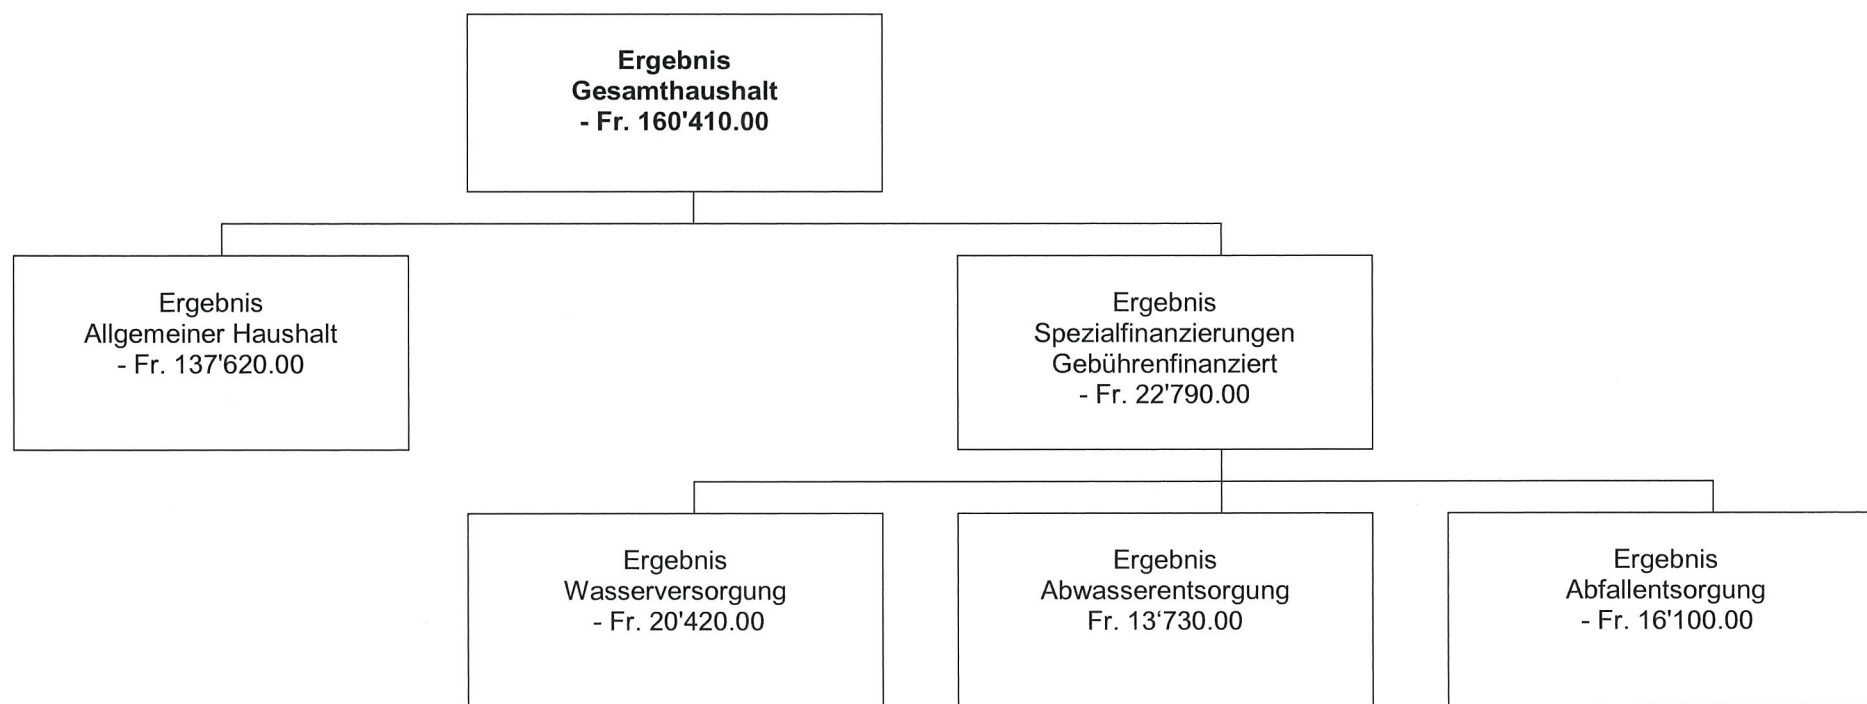 Ergebnis
Gesamthaushalt
- Fr. 160'410.00
Ergebnis
Allgemeiner Haushalt
- Fr. 137'620.00
Ergebnis
Spezialfinanzierungen
Gebührenfinanziert
- Fr. 22'790.00
Ergebnis
Wasserversorgung
- Fr. 20'420.00
Ergebnis
Abwasserentsorgung
Fr. 13‘730.00
Ergebnis
Abfallentsorgung
- Fr. 16'100.00